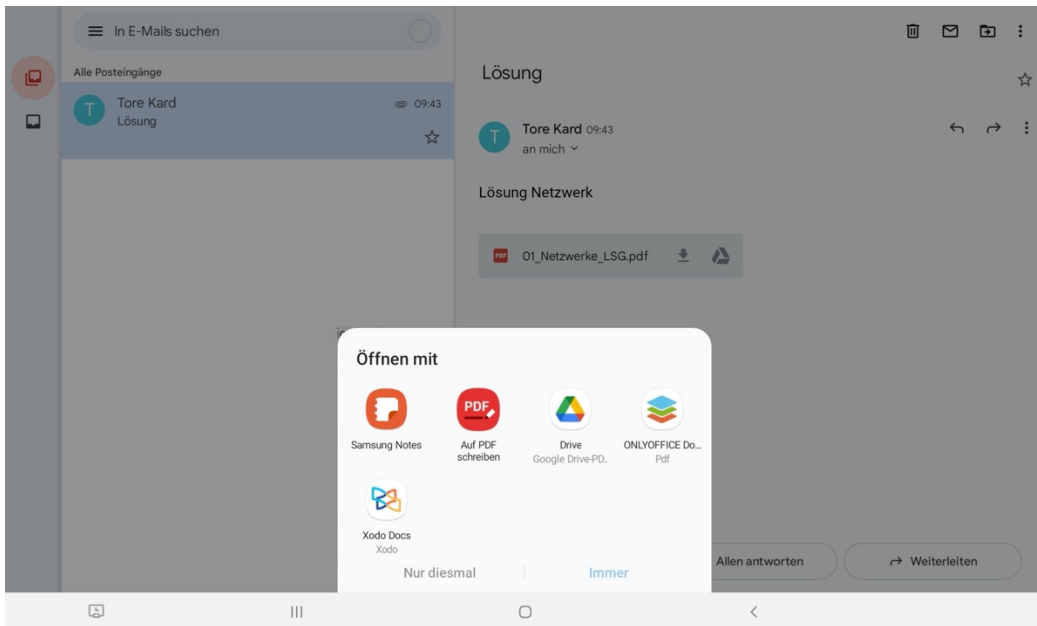 In E-Mails suchen
Alle Posteingänge
T
Tore Kard
09:43
Lösung
Lösung
T
Tore Kard 09:43
an mich
Lösung Netzwerk
PDF
01_Netzwerke_LSG.pdf
Öffnen mit
PDF
Samsung Notes
Auf PDF
schreiben
Drive
Google Drive-PD..
ONLYOFFICE Do...
Pdf
Xodo Docs
Xodo
Nur diesmal
Immer
Allen antworten
Weiterleiten